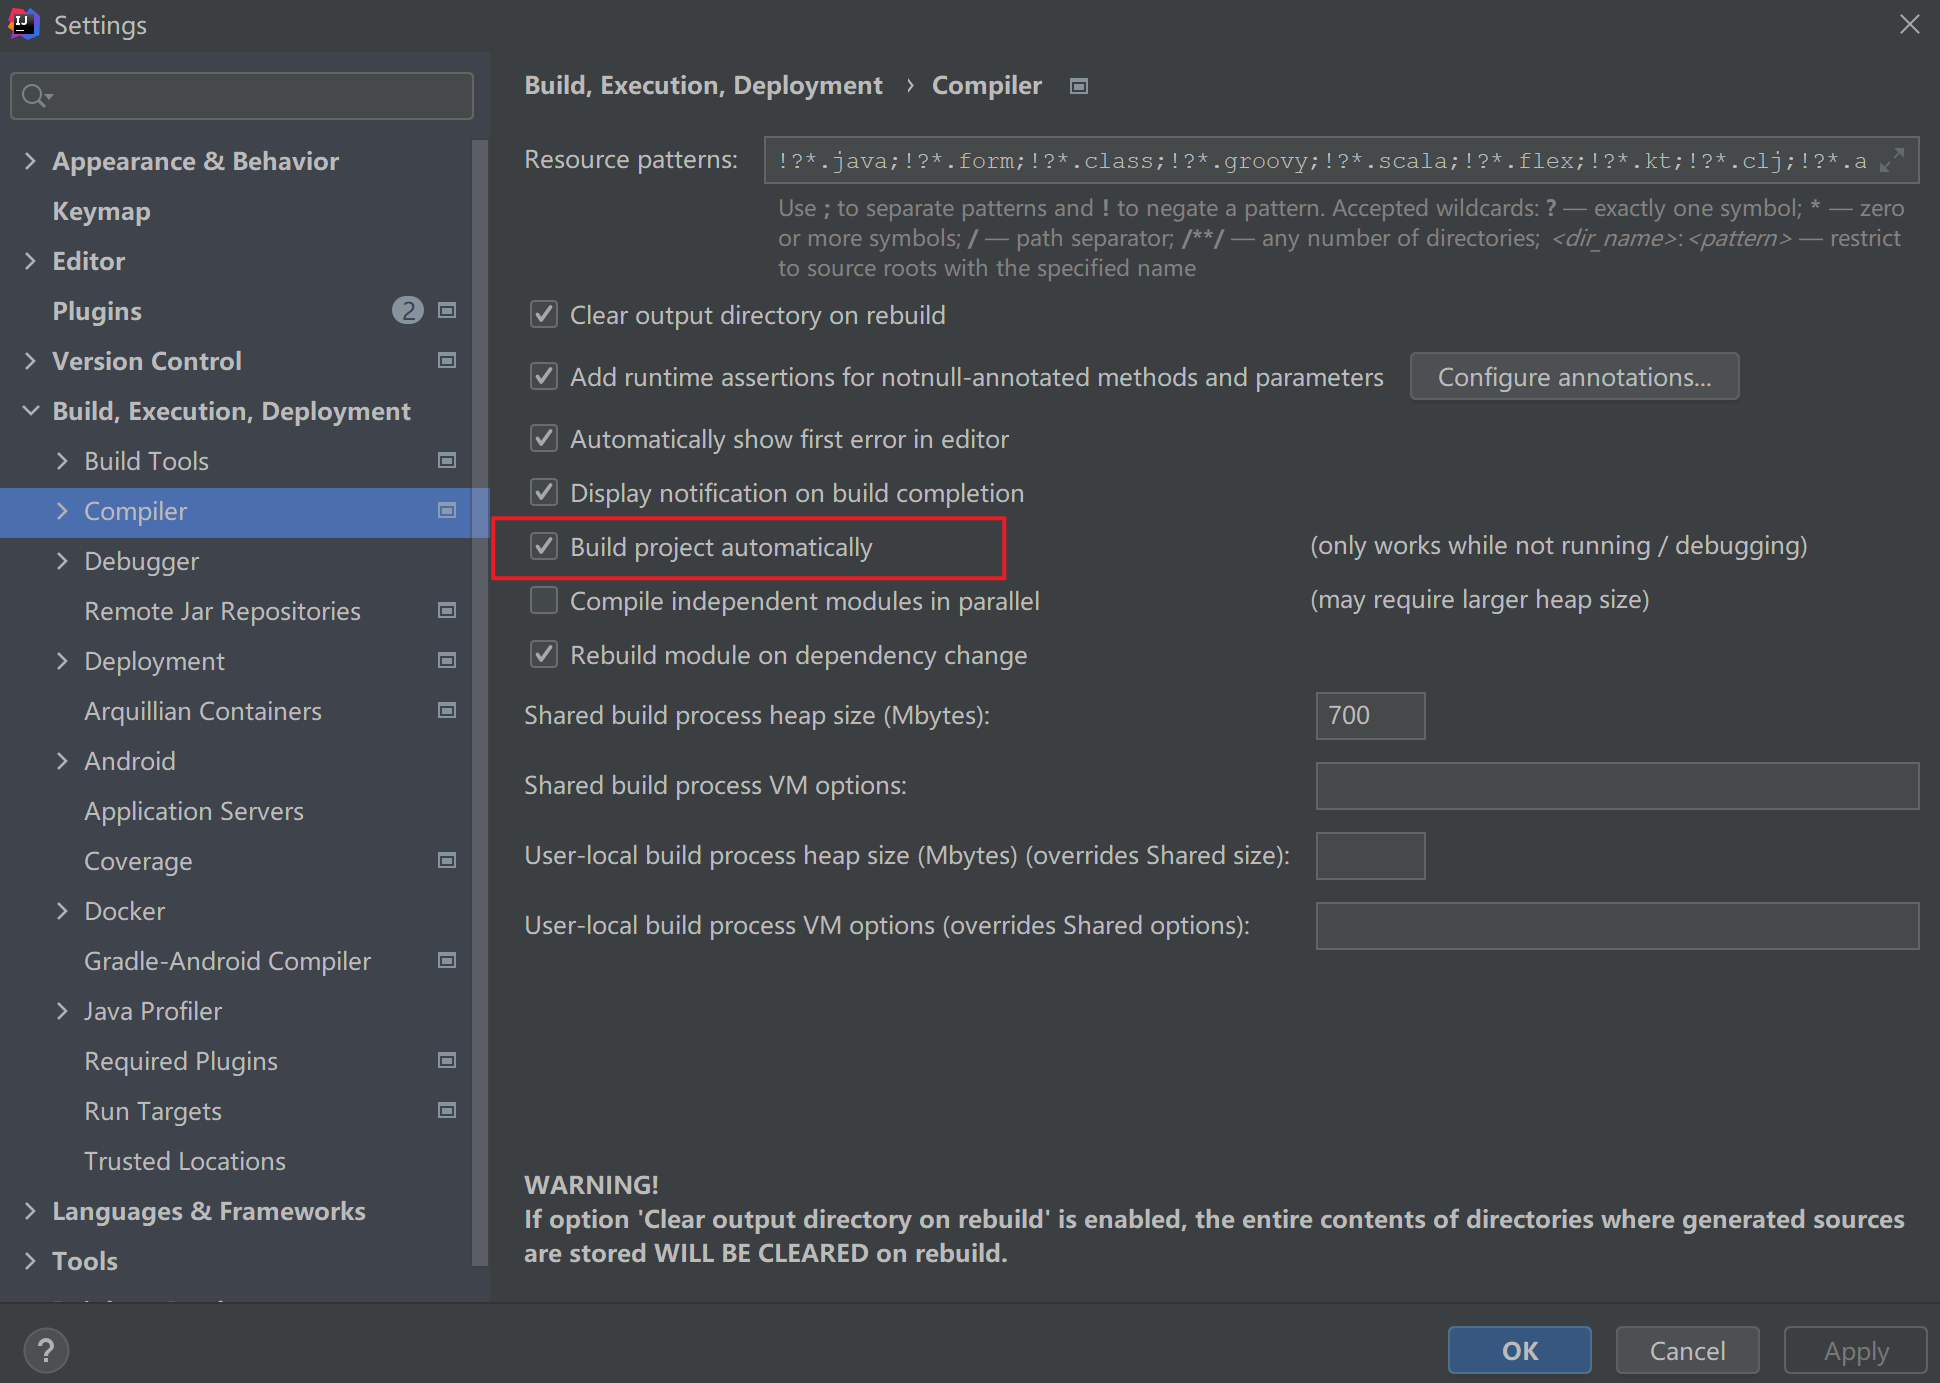 Settings
Appearance & Behavior
Keymap
Editor
Plugins 2
Version Control
Build, Execution, Deployment
Build Tools
Compiler
Debugger
Remote Jar Repositories
Deployment
Arquillian Containers
Android
Application Servers
Coverage
Docker
Gradle-Android Compiler
Java Profiler
Required Plugins
Run Targets
Trusted Locations
Languages & Frameworks
Tools
Build, Execution, Deployment › Compiler
Resource patterns: !?*.java;!?*.form;!?*.class;!?*.groovy;!?*.scala;!?*.flex;!?*.kt;!?*.clj;!?*.a
Use ; to separate patterns and ! to negate a pattern. Accepted wildcards: ? — exactly one symbol; * — zero
or more symbols; / — path separator; /**/ — any number of directories; <dir_name>:<pattern> — restrict
to source roots with the specified name
Clear output directory on rebuild
Add runtime assertions for notnull-annotated methods and parameters Configure annotations...
Automatically show first error in editor
Display notification on build completion
Build project automatically (only works while not running / debugging)
Compile independent modules in parallel (may require larger heap size)
Rebuild module on dependency change
Shared build process heap size (Mbytes): 700
Shared build process VM options:
User-local build process heap size (Mbytes) (overrides Shared size):
User-local build process VM options (overrides Shared options):
WARNING!
If option 'Clear output directory on rebuild' is enabled, the entire contents of directories where generated sources
are stored WILL BE CLEARED on rebuild.
? OK Cancel Apply